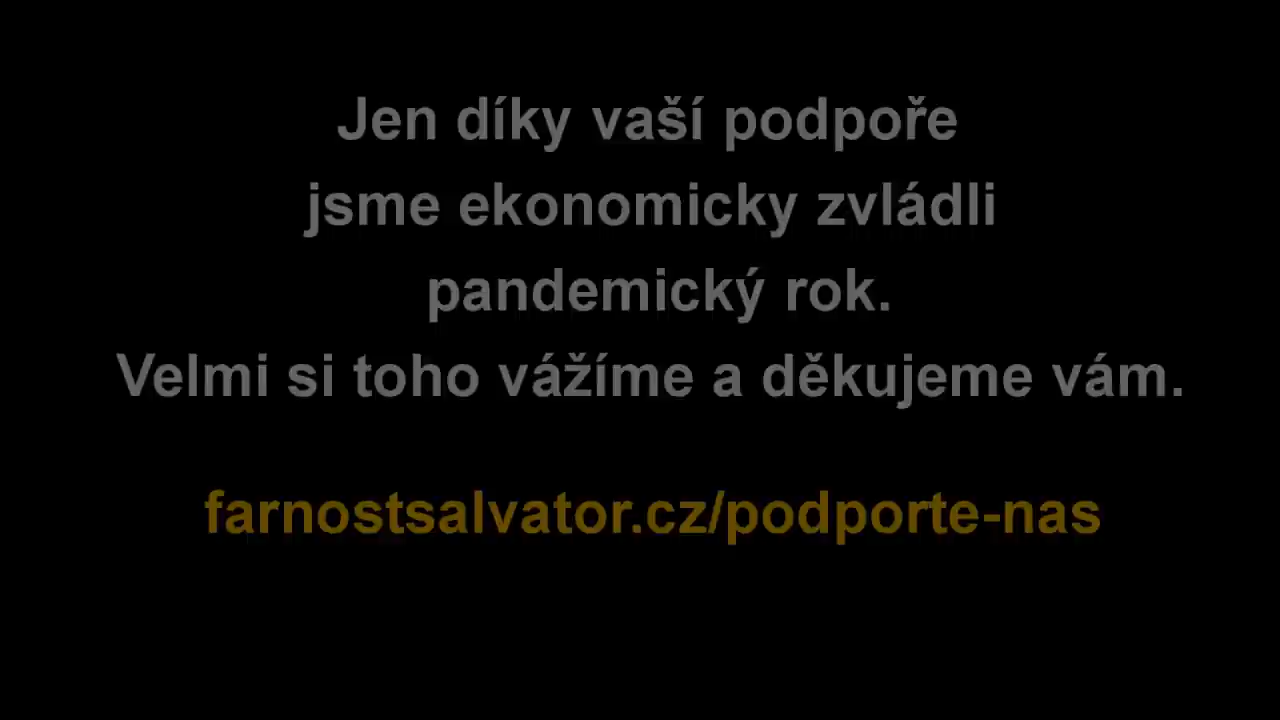 Jen díky vaší podpoře
jsme ekonomicky zvládli
pandemický rok.
Velmi si toho vážíme a děkujeme vám.
farnostsalvator.cz/podporte-nas